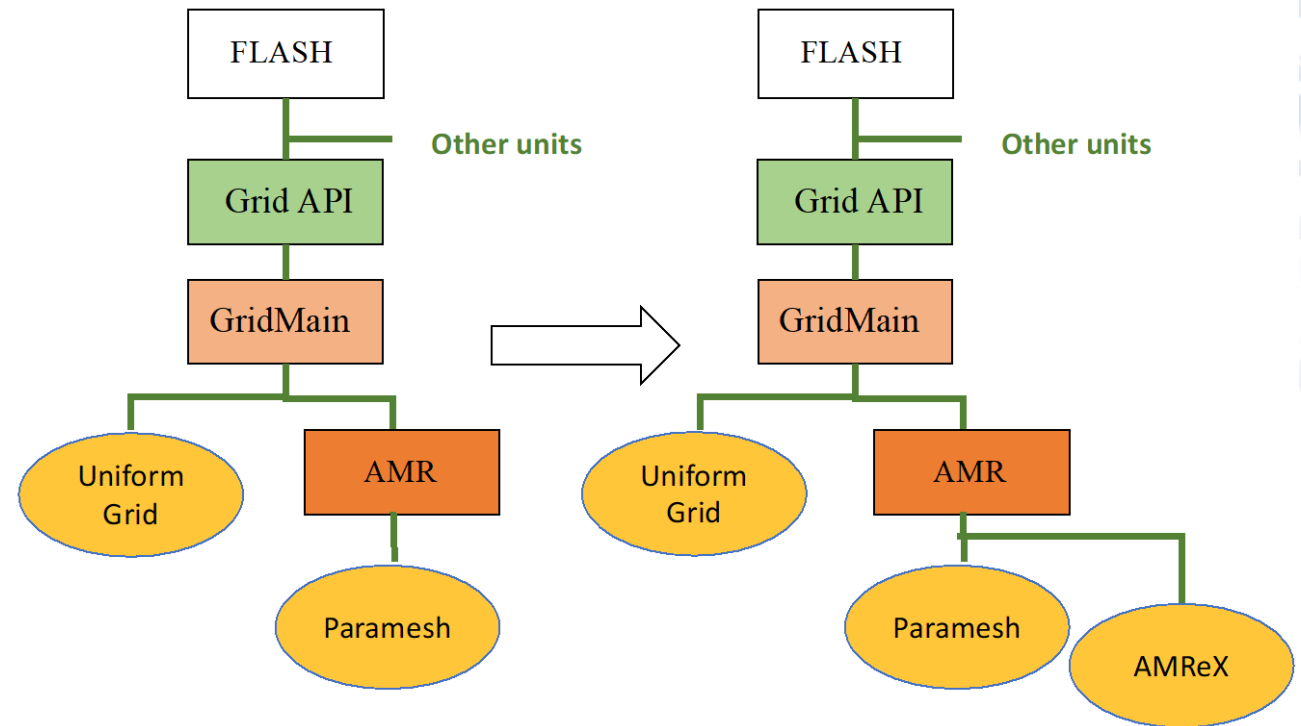 FLASH
Other units
Grid API
GridMain
Uniform
Grid
AMR
Paramesh
FLASH
Other units
Grid API
GridMain
Uniform
Grid
AMR
Paramesh
AMReX